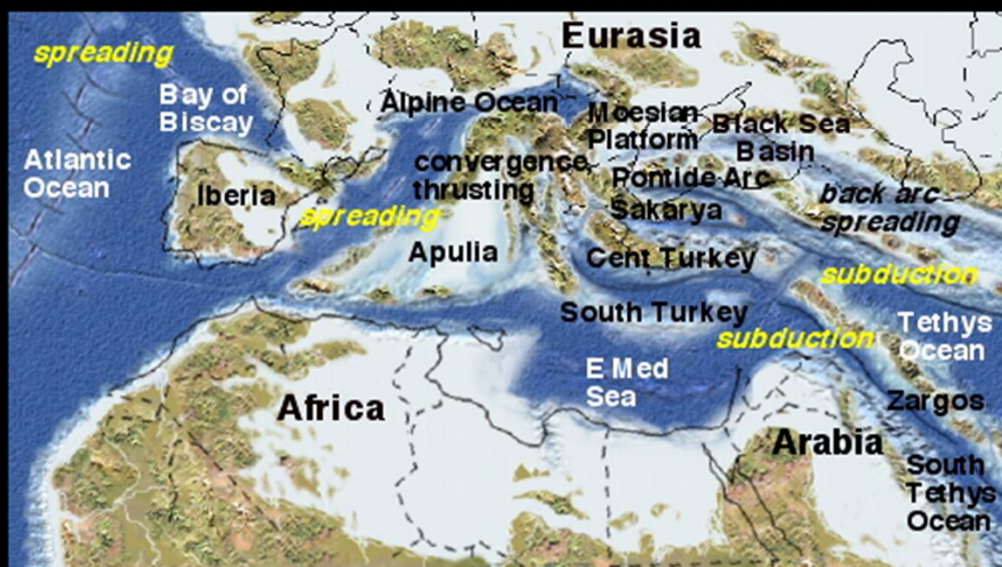 spreading
Eurasia
Bay of
Biscay
Alpine Ocean
Moesian
Platform
Black Sea
Basin
Atlantic
Ocean
convergence
thrusting
Pontide Arc
Iberia
spreading
Sakarya
back arc
spreading
Apulia
Cent Turkey
subduction
South Turkey
subduction
Tethys
Ocean
E Med
Sea
Africa
Zargos
Arabia
South
Tethys
Ocean